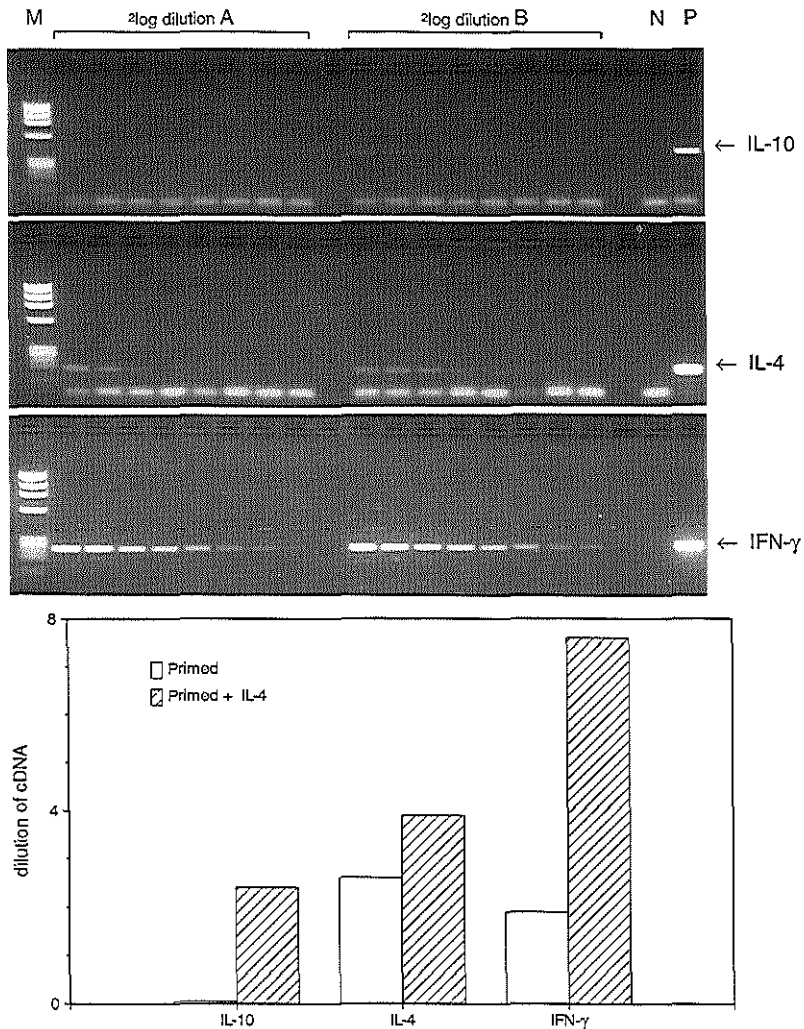 M ²log dilution A ²log dilution B N P
← IL-10
← IL-4
← IFN-γ
8
Primed
Primed + IL-4
4
dilution of cDNA
0
IL-10 IL-4 IFN-γ